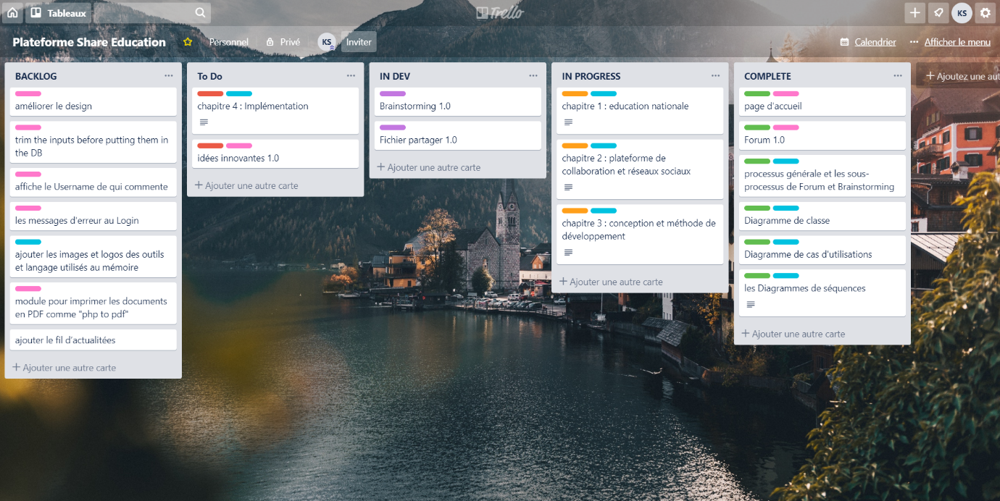 Tableaux
Trello
KS
Plateforme Share Education
Personnel
Privé
KS
Inviter
Calendrier
Afficher le menu
BACKLOG
améliorer le design
trim the inputs before putting them in
the DB
affiche le Username de qui commente
les messages d'erreur au Login
ajouter les images et logos des outils
et langage utilisés au mémoire
module pour imprimer les documents
en PDF comme "php to pdf"
ajouter le fil d'actualitées
Ajouter une autre carte
To Do
chapitre 4 : Implémentation
idées innovantes 1.0
Ajouter une autre carte
IN DEV
Brainstorming 1.0
Fichier partager 1.0
Ajouter une autre carte
IN PROGRESS
chapitre 1 : education nationale
chapitre 2 : plateforme de
collaboration et réseaux sociaux
chapitre 3 : conception et méthode de
développement
Ajouter une autre carte
COMPLETE
page d'accueil
Forum 1.0
processus générale et les sous-
processus de Forum et Brainstorming
Diagramme de classe
Diagramme de cas d'utilisations
les Diagrammes de séquences
Ajouter une autre carte
Ajoutez une aut